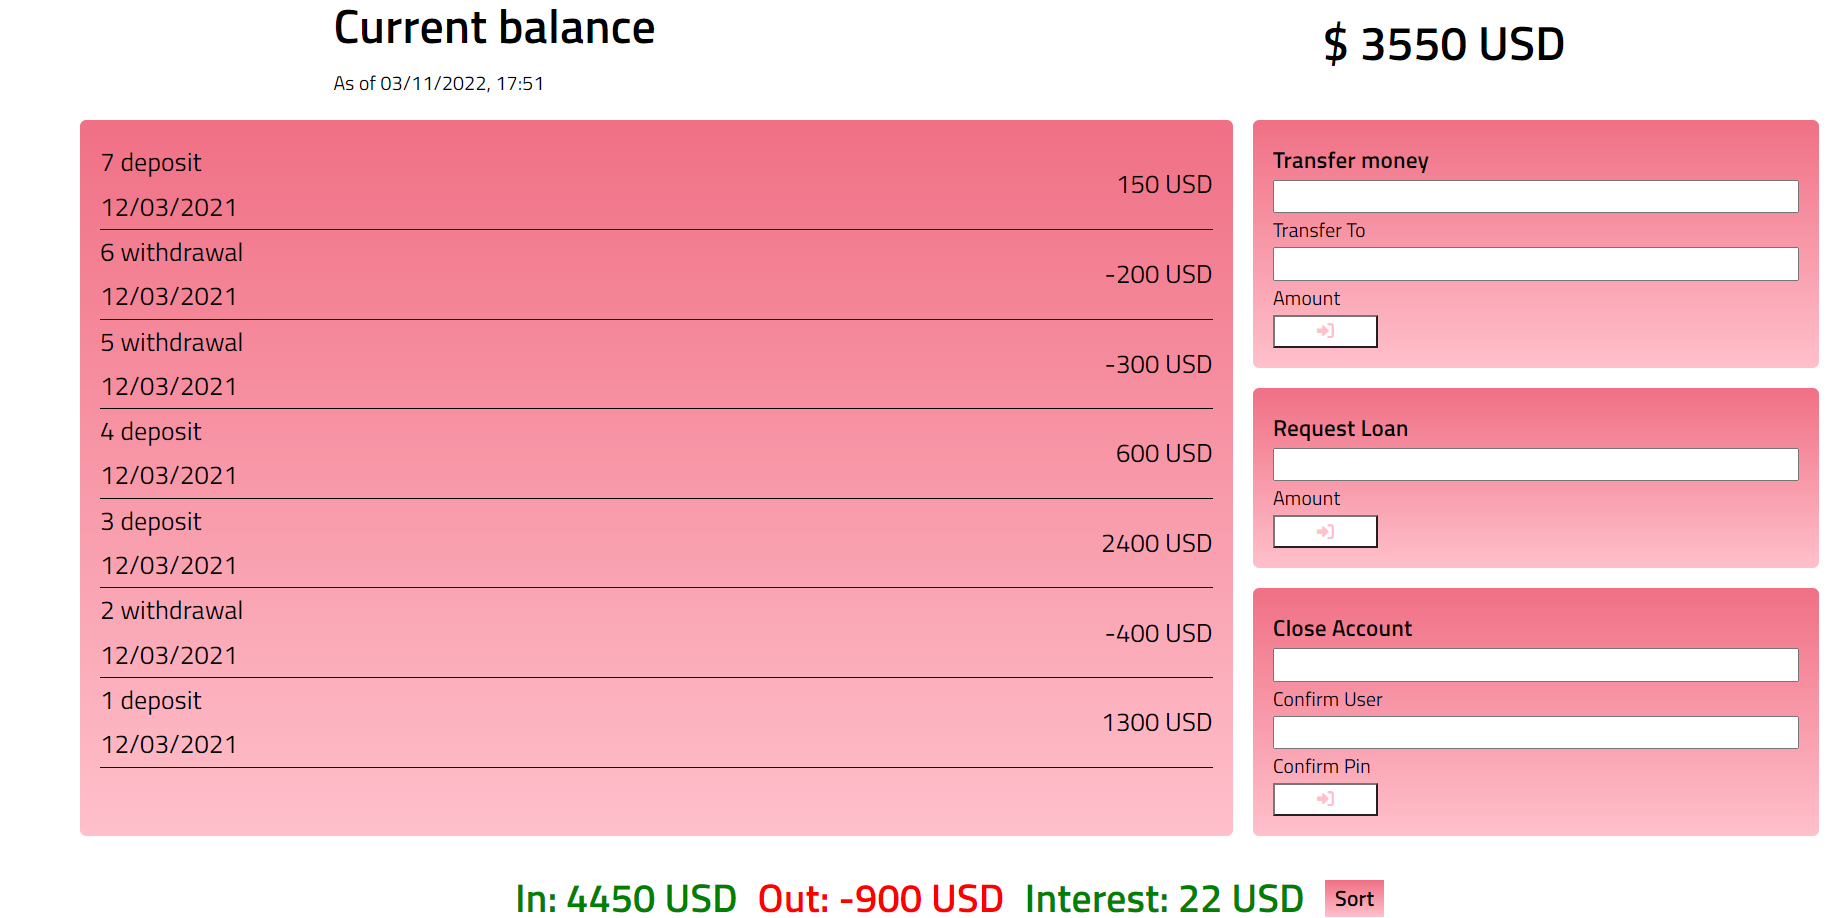 Current balance
$ 3550 USD
As of 03/11/2022, 17:51
7 deposit
12/03/2021
150 USD
6 withdrawal
12/03/2021
-200 USD
5 withdrawal
12/03/2021
-300 USD
4 deposit
12/03/2021
600 USD
3 deposit
12/03/2021
2400 USD
2 withdrawal
12/03/2021
-400 USD
1 deposit
12/03/2021
1300 USD
Transfer money
Transfer To
Amount
Request Loan
Amount
Close Account
Confirm User
Confirm Pin
In: 4450 USD Out: -900 USD Interest: 22 USD Sort